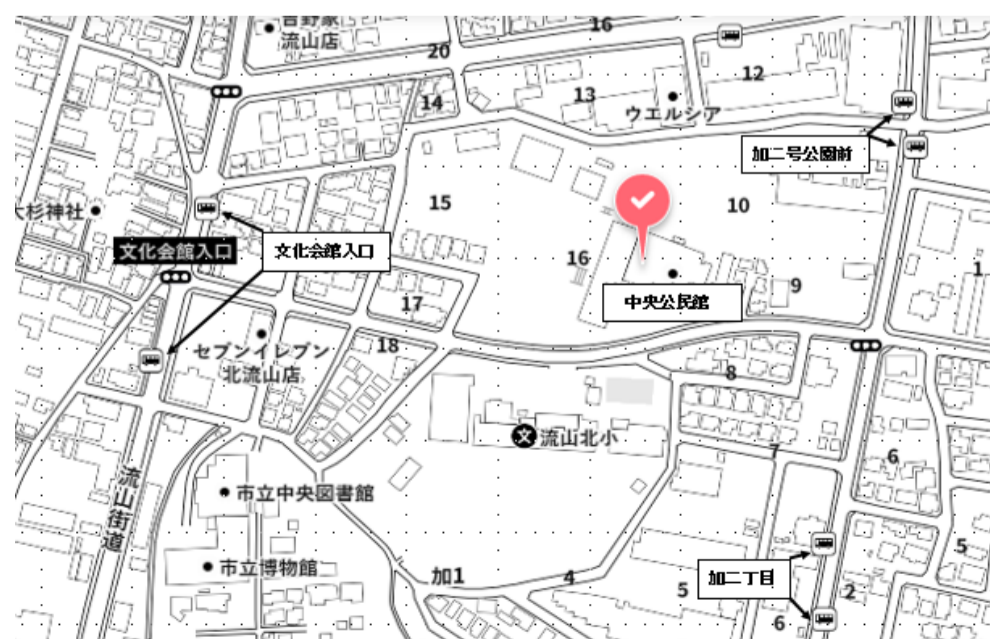 吉野家
流山店
16
20
12
14
13
ウエルシア
加二号公園前
15
10
大杉神社
文化会館入口
文化会館入口
16
9
1
中央公民館
17
セブンイレブン
北流山店
18
8
流山北小
7
6
市立中央図書館
流山街道
市立博物館
加1
4
5
加二丁目
5
2
6